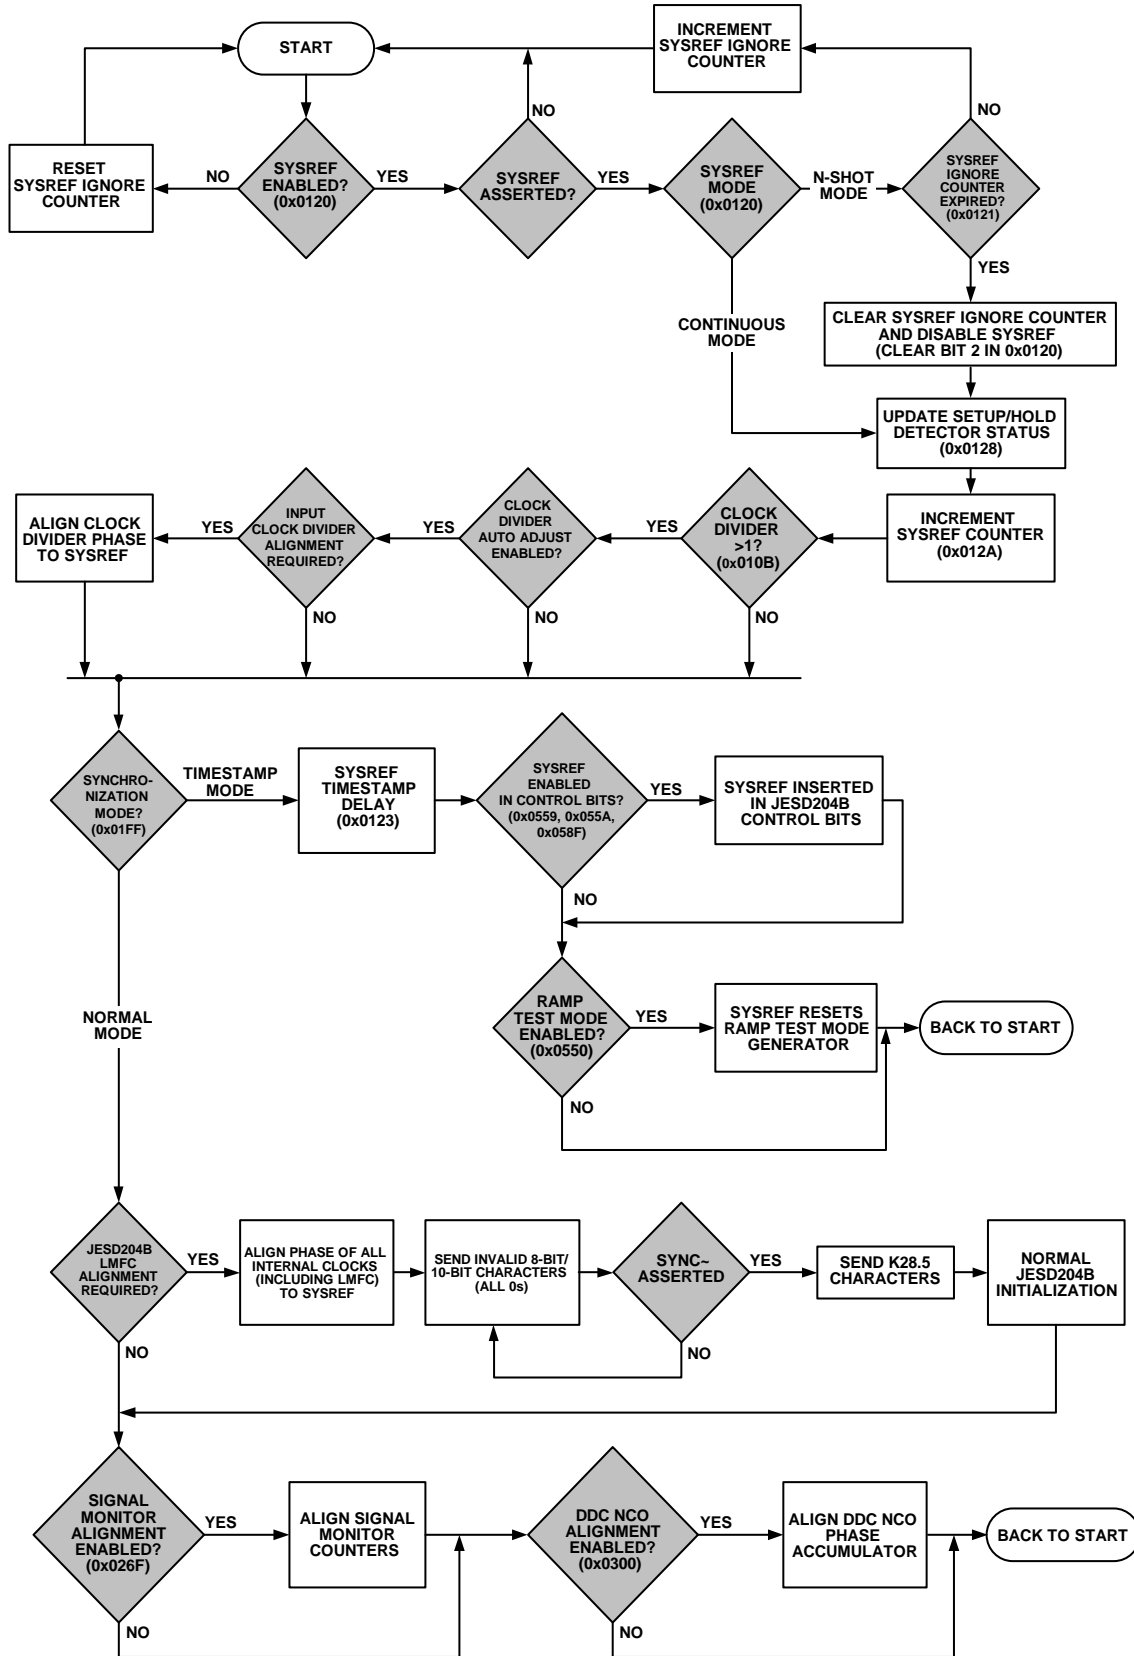 START
INCREMENT
SYSREF IGNORE
COUNTER
NO
NO
RESET
SYSREF IGNORE
COUNTER
NO
SYSREF
ENABLED?
(0x0120)
YES
SYSREF
ASSERTED?
YES
SYSREF
MODE
(0x0120)
N-SHOT
MODE
SYSREF
IGNORE
COUNTER
EXPIRED?
(0x0121)
YES
CONTINUOUS
MODE
CLEAR SYSREF IGNORE COUNTER
AND DISABLE SYSREF
(CLEAR BIT 2 IN 0x0120)
UPDATE SETUP/HOLD
DETECTOR STATUS
(0x0128)
ALIGN CLOCK
DIVIDER PHASE
TO SYSREF
YES
INPUT
CLOCK DIVIDER
ALIGNMENT
REQUIRED?
YES
CLOCK
DIVIDER
AUTO ADJUST
ENABLED?
YES
CLOCK
DIVIDER
>1?
(0x010B)
INCREMENT
SYSREF COUNTER
(0x012A)
NO
NO
NO
SYNCHRO-
NIZATION
MODE?
(0x01FF)
TIMESTAMP
MODE
SYSREF
TIMESTAMP
DELAY
(0x0123)
SYSREF
ENABLED
IN CONTROL BITS?
(0x0559, 0x055A,
0x058F)
YES
SYSREF INSERTED
IN JESD204B
CONTROL BITS
NO
NORMAL
MODE
RAMP
TEST MODE
ENABLED?
(0x0550)
YES
SYSREF RESETS
RAMP TEST MODE
GENERATOR
BACK TO START
NO
JESD204B
LMFC
ALIGNMENT
REQUIRED?
YES
ALIGN PHASE OF ALL
INTERNAL CLOCKS
(INCLUDING LMFC)
TO SYSREF
SEND INVALID 8-BIT/
10-BIT CHARACTERS
(ALL 0s)
SYNC~
ASSERTED
YES
SEND K28.5
CHARACTERS
NORMAL
JESD204B
INITIALIZATION
NO
NO
SIGNAL
MONITOR
ALIGNMENT
ENABLED?
(0x026F)
YES
ALIGN SIGNAL
MONITOR
COUNTERS
DDC NCO
ALIGNMENT
ENABLED?
(0x0300)
YES
ALIGN DDC NCO
PHASE
ACCUMULATOR
BACK TO START
NO
NO